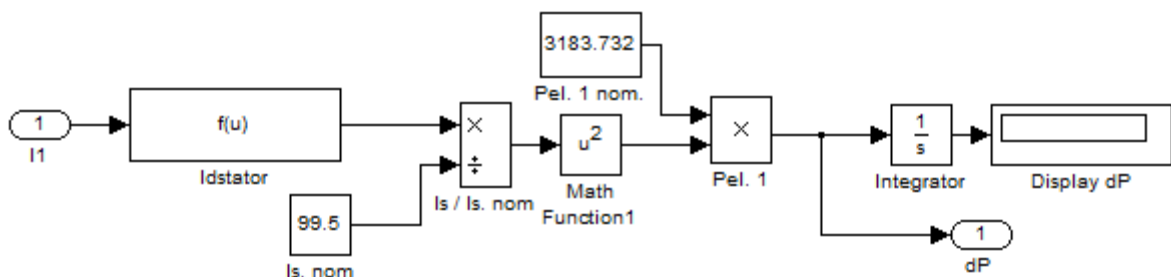 3183.732
Pel. 1 nom.
1
I1
f(u)
Idstator
×
÷
Is / Is. nom
99.5
Is. nom
u²
Math
Function1
×
Pel. 1
1
s
Integrator
Display dP
1
dP